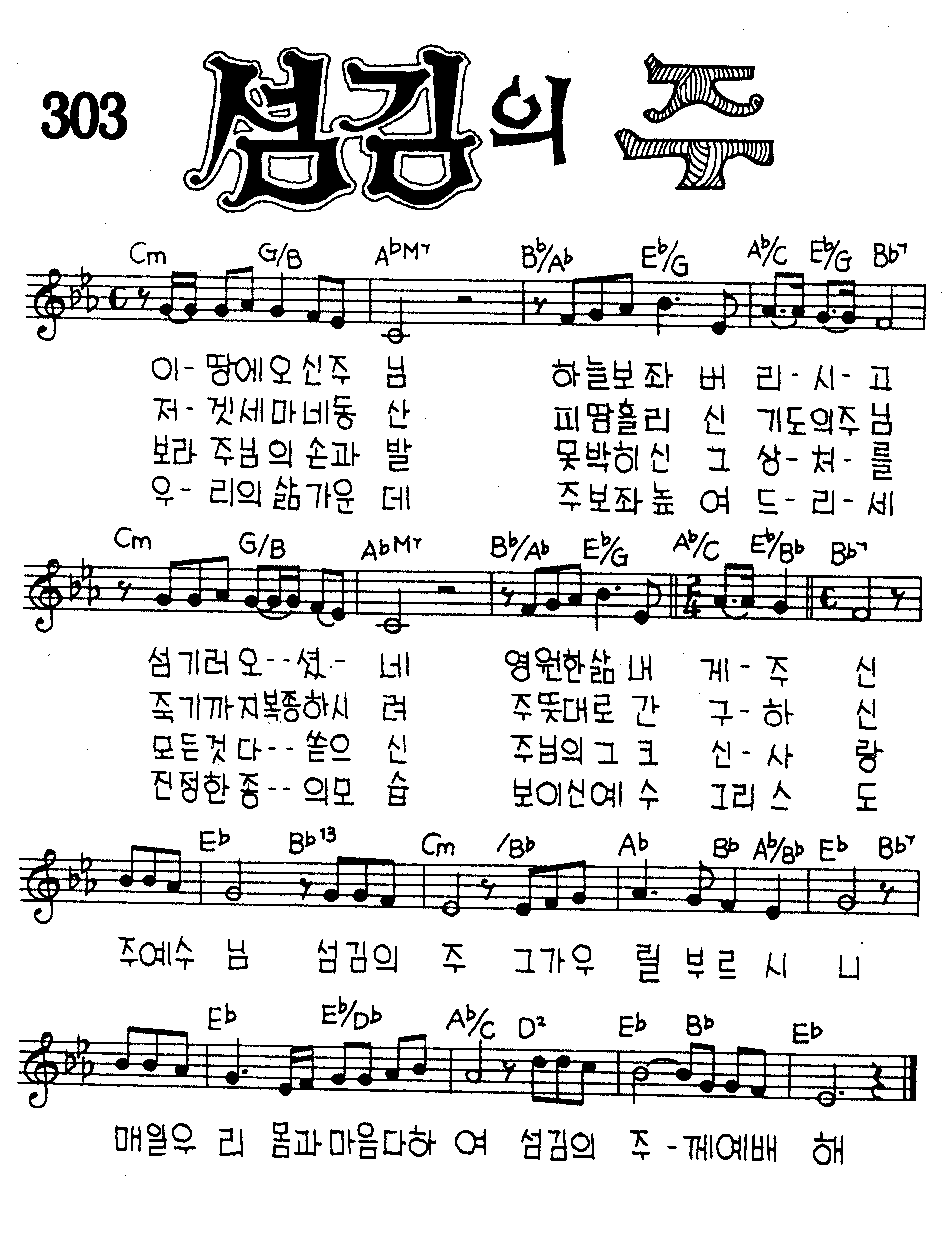 303 섬김의 주
Cm G/B A♭M7 B♭/A♭ E♭/G A♭/C E♭/G B♭7
이- 땅에오신주 님 하늘보좌 버 리-시-고
저-겟세마네동 산 피땀흘리 신 기도의주님
보라 주님의 손과 발 못박히신 그 상-처-를
우-리의삶가운 데 주보좌높 여 드-리-세
Cm G/B A♭M7 B♭/A♭ E♭/G A♭/C E♭/B♭ B♭7
섬기러오--셨- 네 영원한삶 내 게-주 신
죽기까지복종하시 려 주뜻대로 간 구-하 신
모든것 다--쏟으 신 주님의그 크 신-사 랑
진정한 종--의모 습 보이신예 수 그리스 도
E♭ B♭13 Cm /B♭ A♭ B♭ A♭/B♭ E♭ B♭7
주예수 님 섬김의 주 그가우 릴 부르 시 니
E♭ E♭/D♭ A♭/C D2 E♭ B♭ E♭
매일우 리 몸과마음다하 여 섬김의 주-께예배 해